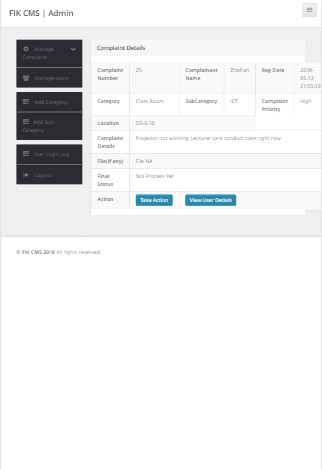 FIK CMS | Admin
Manage
Complaint
Manage users
Add Category
Add Sub-
Category
User Login Log
Logout
Complaint Details
Complaint
Number
25
Complainant
Name
Zhafran
Reg Date
2018-
05-13
21:55:13
Category
Class Room
SubCategory
ICT
Complaint
Priority
High
Location
D5-0-10
Complaint
Details
Projector not working, Lecturer cant conduct class right now
File(if any)
File NA
Final
Status
Not Process Yet
Action
Take Action
View User Details
© FIK CMS 2018 All rights reserved.